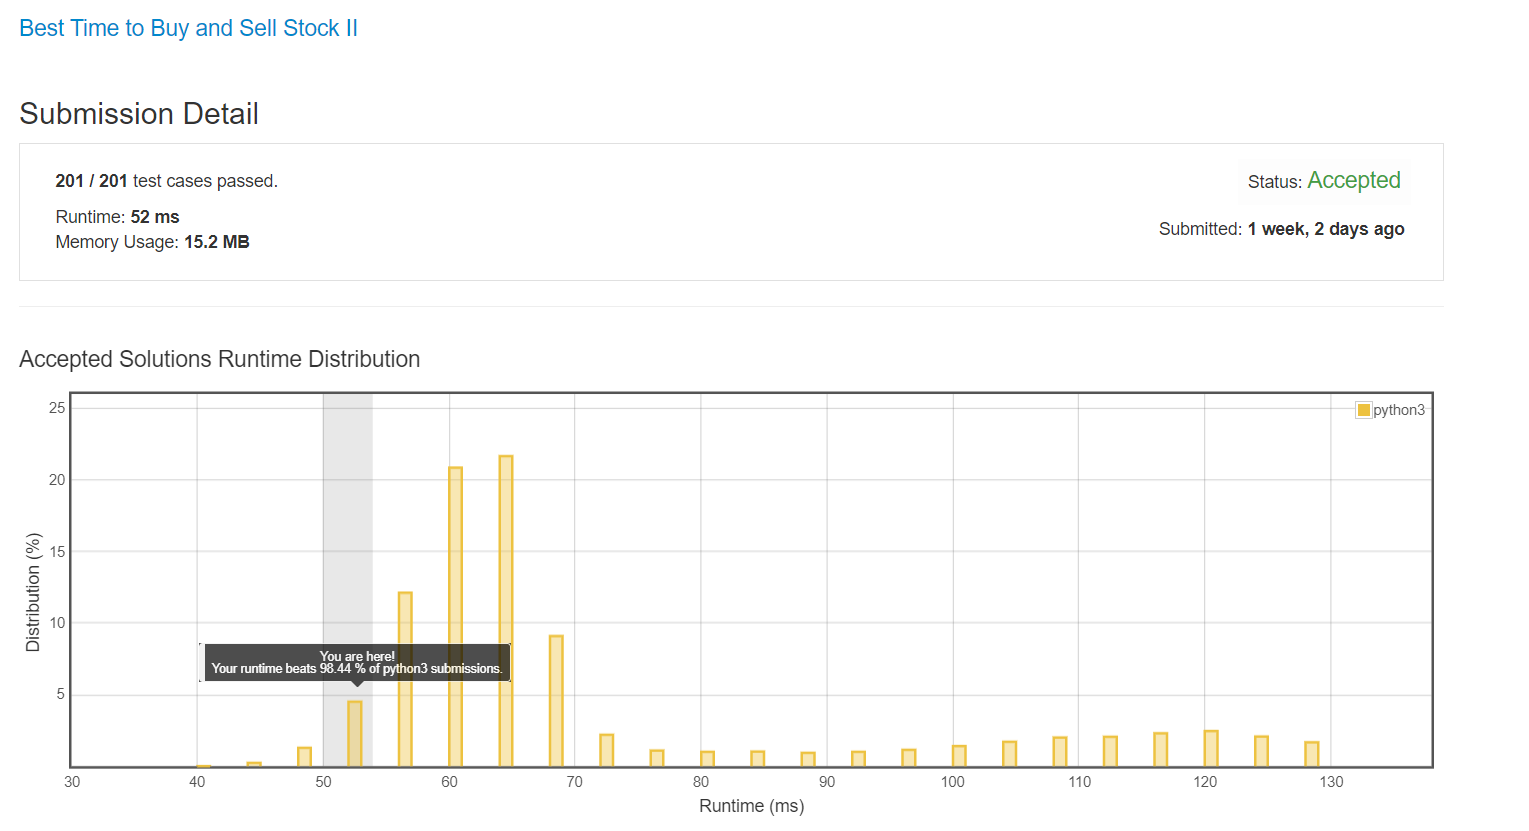 Best Time to Buy and Sell Stock II
Submission Detail
201 / 201 test cases passed.
Status: Accepted
Runtime: 52 ms
Memory Usage: 15.2 MB
Submitted: 1 week, 2 days ago
Accepted Solutions Runtime Distribution
25
python3
20
15
10
5
Distribution (%)
You are here!
Your runtime beats 98.44 % of python3 submissions.
30 40 50 60 70 80 90 100 110 120 130
Runtime (ms)